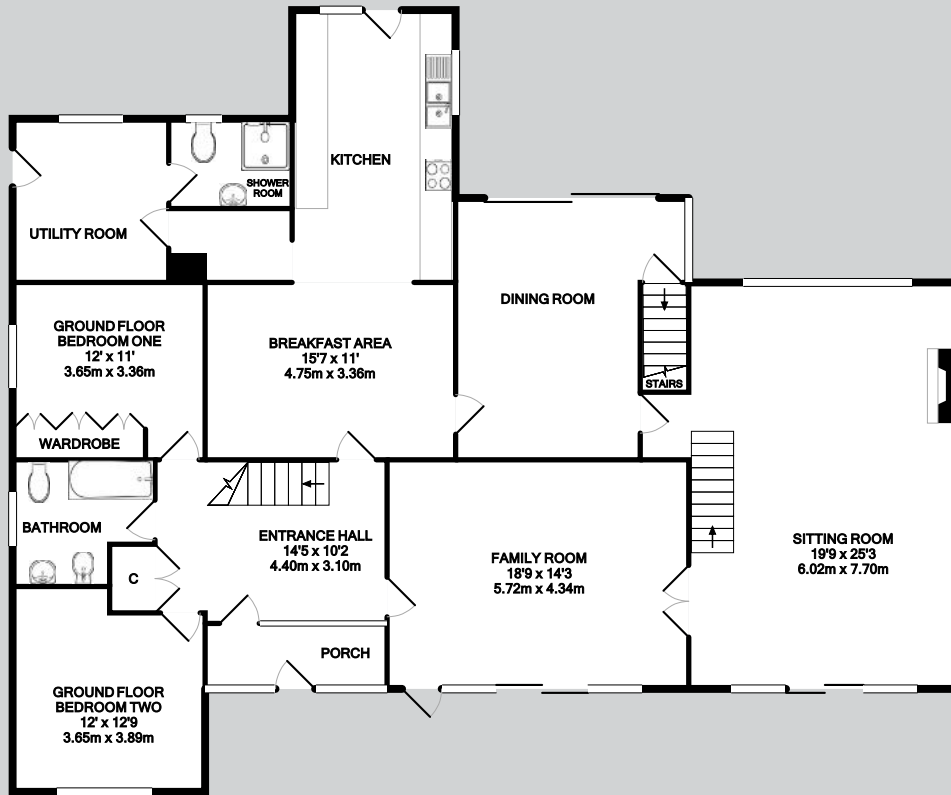 KITCHEN
SHOWER
ROOM
UTILITY ROOM
DINING ROOM
GROUND FLOOR
BEDROOM ONE
12' x 11'
3.65m x 3.36m
BREAKFAST AREA
15'7 x 11'
4.75m x 3.36m
STAIRS
WARDROBE
BATHROOM
ENTRANCE HALL
14'5 x 10'2
4.40m x 3.10m
C
FAMILY ROOM
18'9 x 14'3
5.72m x 4.34m
SITTING ROOM
19'9 x 25'3
6.02m x 7.70m
PORCH
GROUND FLOOR
BEDROOM TWO
12' x 12'9
3.65m x 3.89m